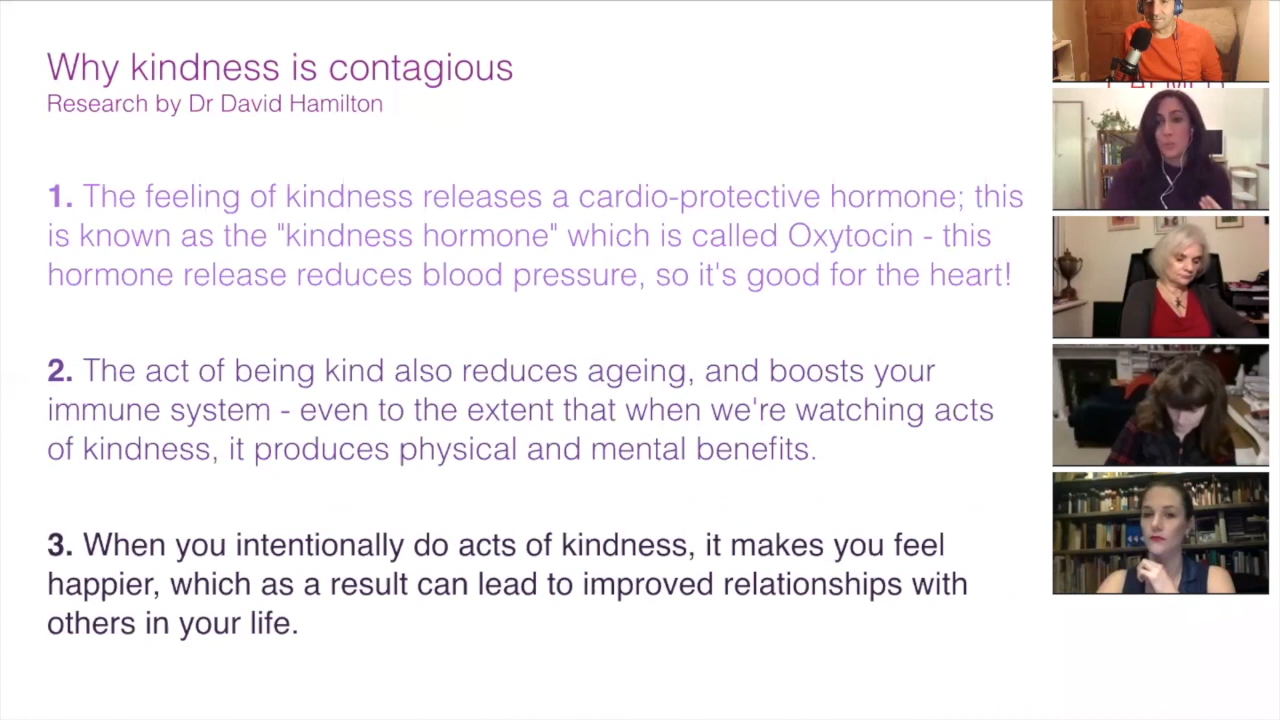 Why kindness is contagious
Research by Dr David Hamilton
1. The feeling of kindness releases a cardio-protective hormone; this
is known as the "kindness hormone" which is called Oxytocin - this
hormone release reduces blood pressure, so it's good for the heart!
2. The act of being kind also reduces ageing, and boosts your
immune system - even to the extent that when we're watching acts
of kindness, it produces physical and mental benefits.
3. When you intentionally do acts of kindness, it makes you feel
happier, which as a result can lead to improved relationships with
others in your life.